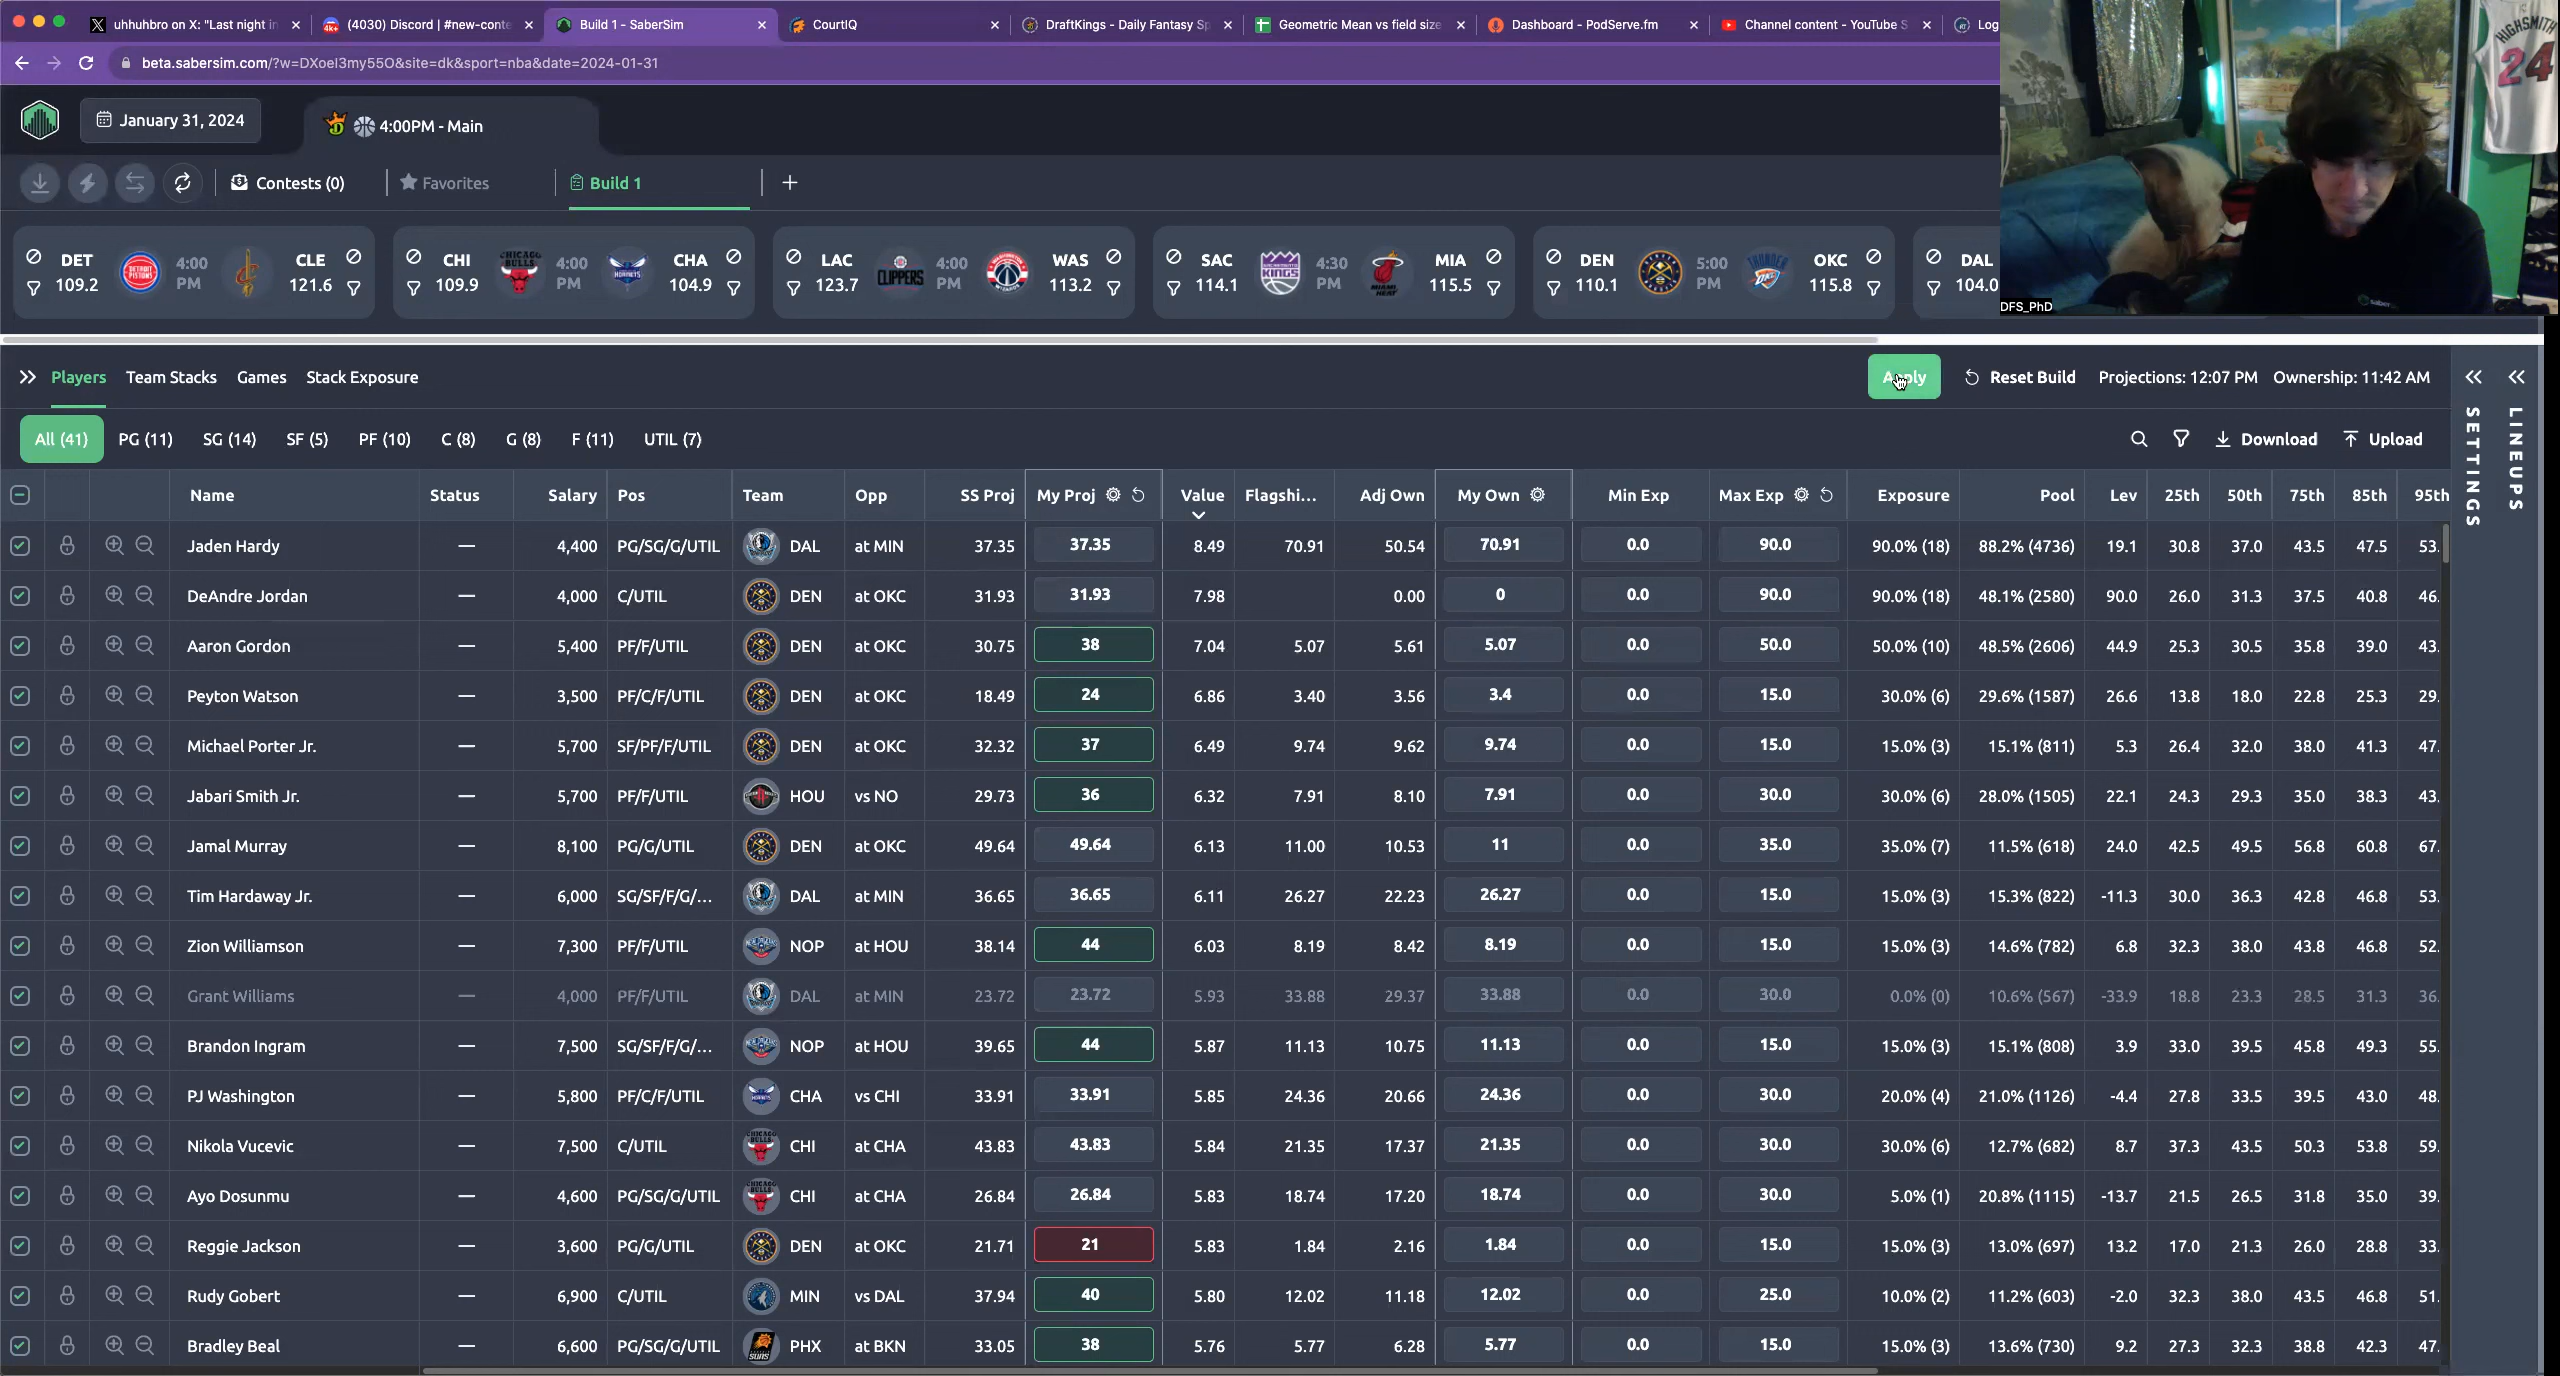 uhhuhbro on X: "Last night in
(4030) Discord | #new-conte
Build 1 - SaberSim
CourtIQ
DraftKings - Daily Fantasy Sp
Geometric Mean vs field size
Dashboard - PodServe.fm
Channel content - YouTube S
Log
beta.sabersim.com/?w=DXoel3my55O&site=dk&sport=nba&date=2024-01-31
January 31, 2024
4:00PM - Main
Contests (0)
Favorites
Build 1
DET 109.2 4:00 PM CLE 121.6
CHI 109.9 4:00 PM CHA 104.9
LAC 123.7 4:00 PM WAS 113.2
SAC 114.1 4:30 PM MIA 115.5
DEN 110.1 5:00 PM OKC 115.8
DAL 104.0
HIGHSMITH
24
DFS_PhD
Players Team Stacks Games Stack Exposure
Apply Reset Build Projections: 12:07 PM Ownership: 11:42 AM
All (41) PG (11) SG (14) SF (5) PF (10) C (8) G (8) F (11) UTIL (7)
Download Upload
SETTINGS
LINEUPS
Name Status Salary Pos Team Opp SS Proj My Proj Value Flagshi... Adj Own My Own Min Exp Max Exp Exposure Pool Lev 25th 50th 75th 85th 95th
Jaden Hardy — 4,400 PG/SG/G/UTIL DAL at MIN 37.35 37.35 8.49 70.91 50.54 70.91 0.0 90.0 90.0% (18) 88.2% (4736) 19.1 30.8 37.0 43.5 47.5 53.
DeAndre Jordan — 4,000 C/UTIL DEN at OKC 31.93 31.93 7.98 0.00 0 0.0 90.0 90.0% (18) 48.1% (2580) 90.0 26.0 31.3 37.5 40.8 46.
Aaron Gordon — 5,400 PF/F/UTIL DEN at OKC 30.75 38 7.04 5.07 5.61 5.07 0.0 50.0 50.0% (10) 48.5% (2606) 44.9 25.3 30.5 35.8 39.0 43.
Peyton Watson — 3,500 PF/C/F/UTIL DEN at OKC 18.49 24 6.86 3.40 3.56 3.4 0.0 15.0 30.0% (6) 29.6% (1587) 26.6 13.8 18.0 22.8 25.3 29.
Michael Porter Jr. — 5,700 SF/PF/F/UTIL DEN at OKC 32.32 37 6.49 9.74 9.62 9.74 0.0 15.0 15.0% (3) 15.1% (811) 5.3 26.4 32.0 38.0 41.3 47.
Jabari Smith Jr. — 5,700 PF/F/UTIL HOU vs NO 29.73 36 6.32 7.91 8.10 7.91 0.0 30.0 30.0% (6) 28.0% (1505) 22.1 24.3 29.3 35.0 38.3 43.
Jamal Murray — 8,100 PG/G/UTIL DEN at OKC 49.64 49.64 6.13 11.00 10.53 11 0.0 35.0 35.0% (7) 11.5% (618) 24.0 42.5 49.5 56.8 60.8 67.
Tim Hardaway Jr. — 6,000 SG/SF/F/G/... DAL at MIN 36.65 36.65 6.11 26.27 22.23 26.27 0.0 15.0 15.0% (3) 15.3% (822) -11.3 30.0 36.3 42.8 46.8 53.
Zion Williamson — 7,300 PF/F/UTIL NOP at HOU 38.14 44 6.03 8.19 8.42 8.19 0.0 15.0 15.0% (3) 14.6% (782) 6.8 32.3 38.0 43.8 46.8 52.
Grant Williams — 4,000 PF/F/UTIL DAL at MIN 23.72 23.72 5.93 33.88 29.37 33.88 0.0 30.0 0.0% (0) 10.6% (567) -33.9 18.8 23.3 28.5 31.3 36.
Brandon Ingram — 7,500 SG/SF/F/G/... NOP at HOU 39.65 44 5.87 11.13 10.75 11.13 0.0 15.0 15.0% (3) 15.1% (808) 3.9 33.0 39.5 45.8 49.3 55.
PJ Washington — 5,800 PF/C/F/UTIL CHA vs CHI 33.91 33.91 5.85 24.36 20.66 24.36 0.0 30.0 20.0% (4) 21.0% (1126) -4.4 27.8 33.5 39.5 43.0 48.
Nikola Vucevic — 7,500 C/UTIL CHI at CHA 43.83 43.83 5.84 21.35 17.37 21.35 0.0 30.0 30.0% (6) 12.7% (682) 8.7 37.3 43.5 50.3 53.8 59.
Ayo Dosunmu — 4,600 PG/SG/G/UTIL CHI at CHA 26.84 26.84 5.83 18.74 17.20 18.74 0.0 30.0 5.0% (1) 20.8% (1115) -13.7 21.5 26.5 31.8 35.0 39.
Reggie Jackson — 3,600 PG/G/UTIL DEN at OKC 21.71 21 5.83 1.84 2.16 1.84 0.0 15.0 15.0% (3) 13.0% (697) 13.2 17.0 21.3 26.0 28.8 33.
Rudy Gobert — 6,900 C/UTIL MIN vs DAL 37.94 40 5.80 12.02 11.18 12.02 0.0 25.0 10.0% (2) 11.2% (603) -2.0 32.3 38.0 43.5 46.8 51.
Bradley Beal — 6,600 PG/SG/G/UTIL PHX at BKN 33.05 38 5.76 5.77 6.28 5.77 0.0 15.0 15.0% (3) 13.6% (730) 9.2 27.3 32.3 38.8 42.3 47.